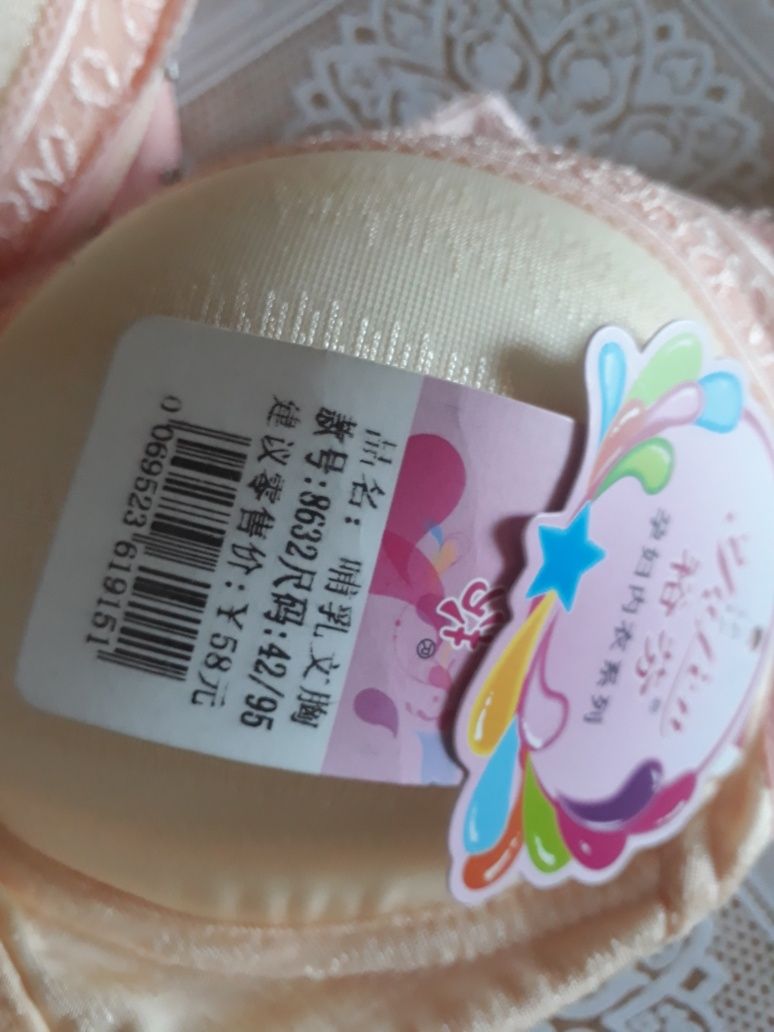 品名：哺乳文胸
款号:8632尺码:42/95
建议零售价:￥58元
0 069523 619151
®
孕妇内衣系列